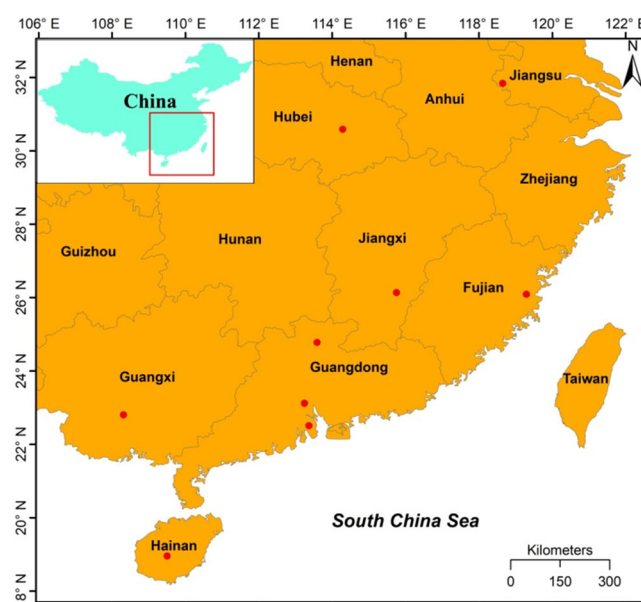 106° E 108° E 110° E 112° E 114° E 116° E 118° E 120° E 122° E
N
China
Henan
Jiangsu
Anhui
Hubei
Zhejiang
Hunan
Jiangxi
Guizhou
Fujian
Guangdong
Guangxi
Taiwan
Hainan
South China Sea
Kilometers
0 150 300
32° N
30° N
28° N
26° N
24° N
22° N
20° N
18° N